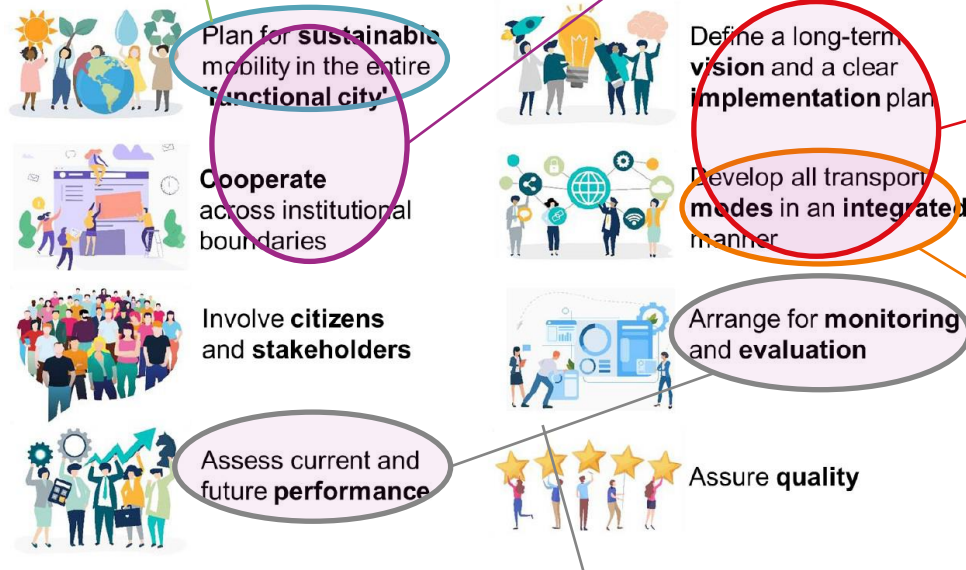 Plan for sustainable
mobility in the entire
'functional city'
Define a long-term
vision and a clear
implementation plan
Cooperate
across institutional
boundaries
Develop all transport
modes in an integrated
manner
Involve citizens
and stakeholders
Arrange for monitoring
and evaluation
Assess current and
future performance
Assure quality